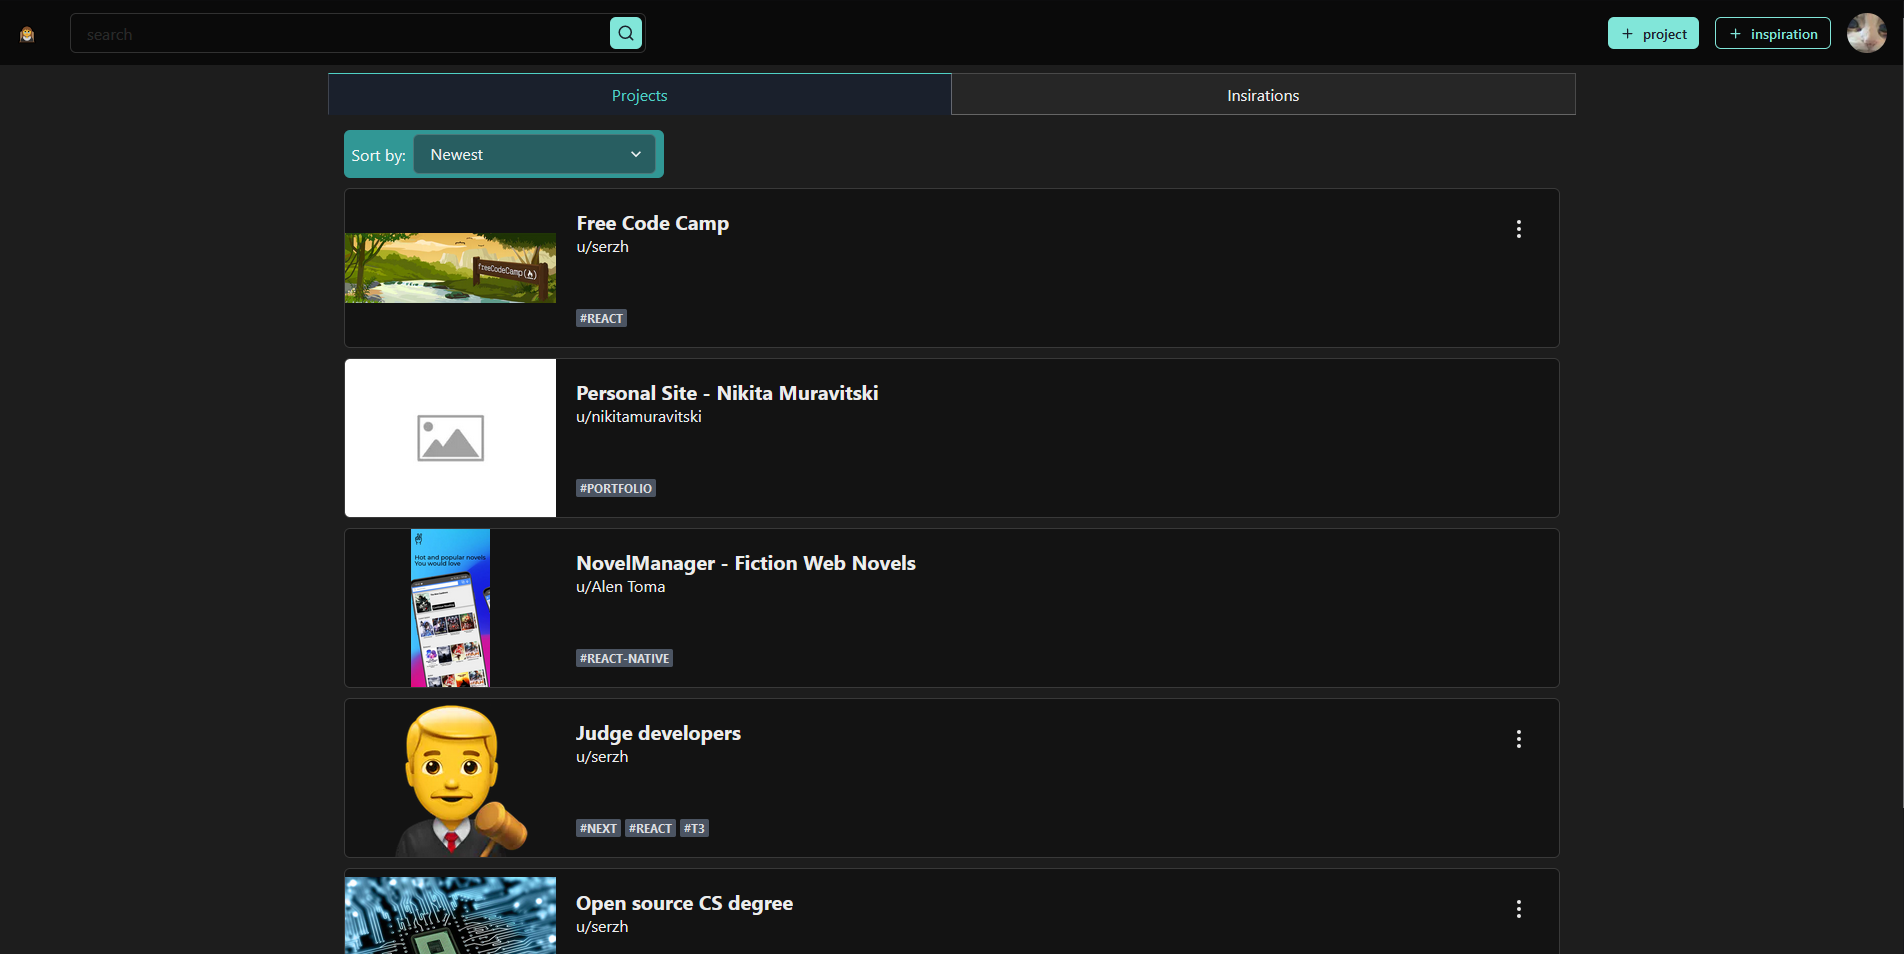 search
+ project
+ inspiration
Projects
Insirations
Sort by:
Newest
Free Code Camp
u/serzh
freeCodeCamp
#REACT
Personal Site - Nikita Muravitski
u/nikitamuravitski
#PORTFOLIO
Hot and popular novels
You would love
NovelManager - Fiction Web Novels
u/Alen Toma
#REACT-NATIVE
Judge developers
u/serzh
#NEXT #REACT #T3
Open source CS degree
u/serzh